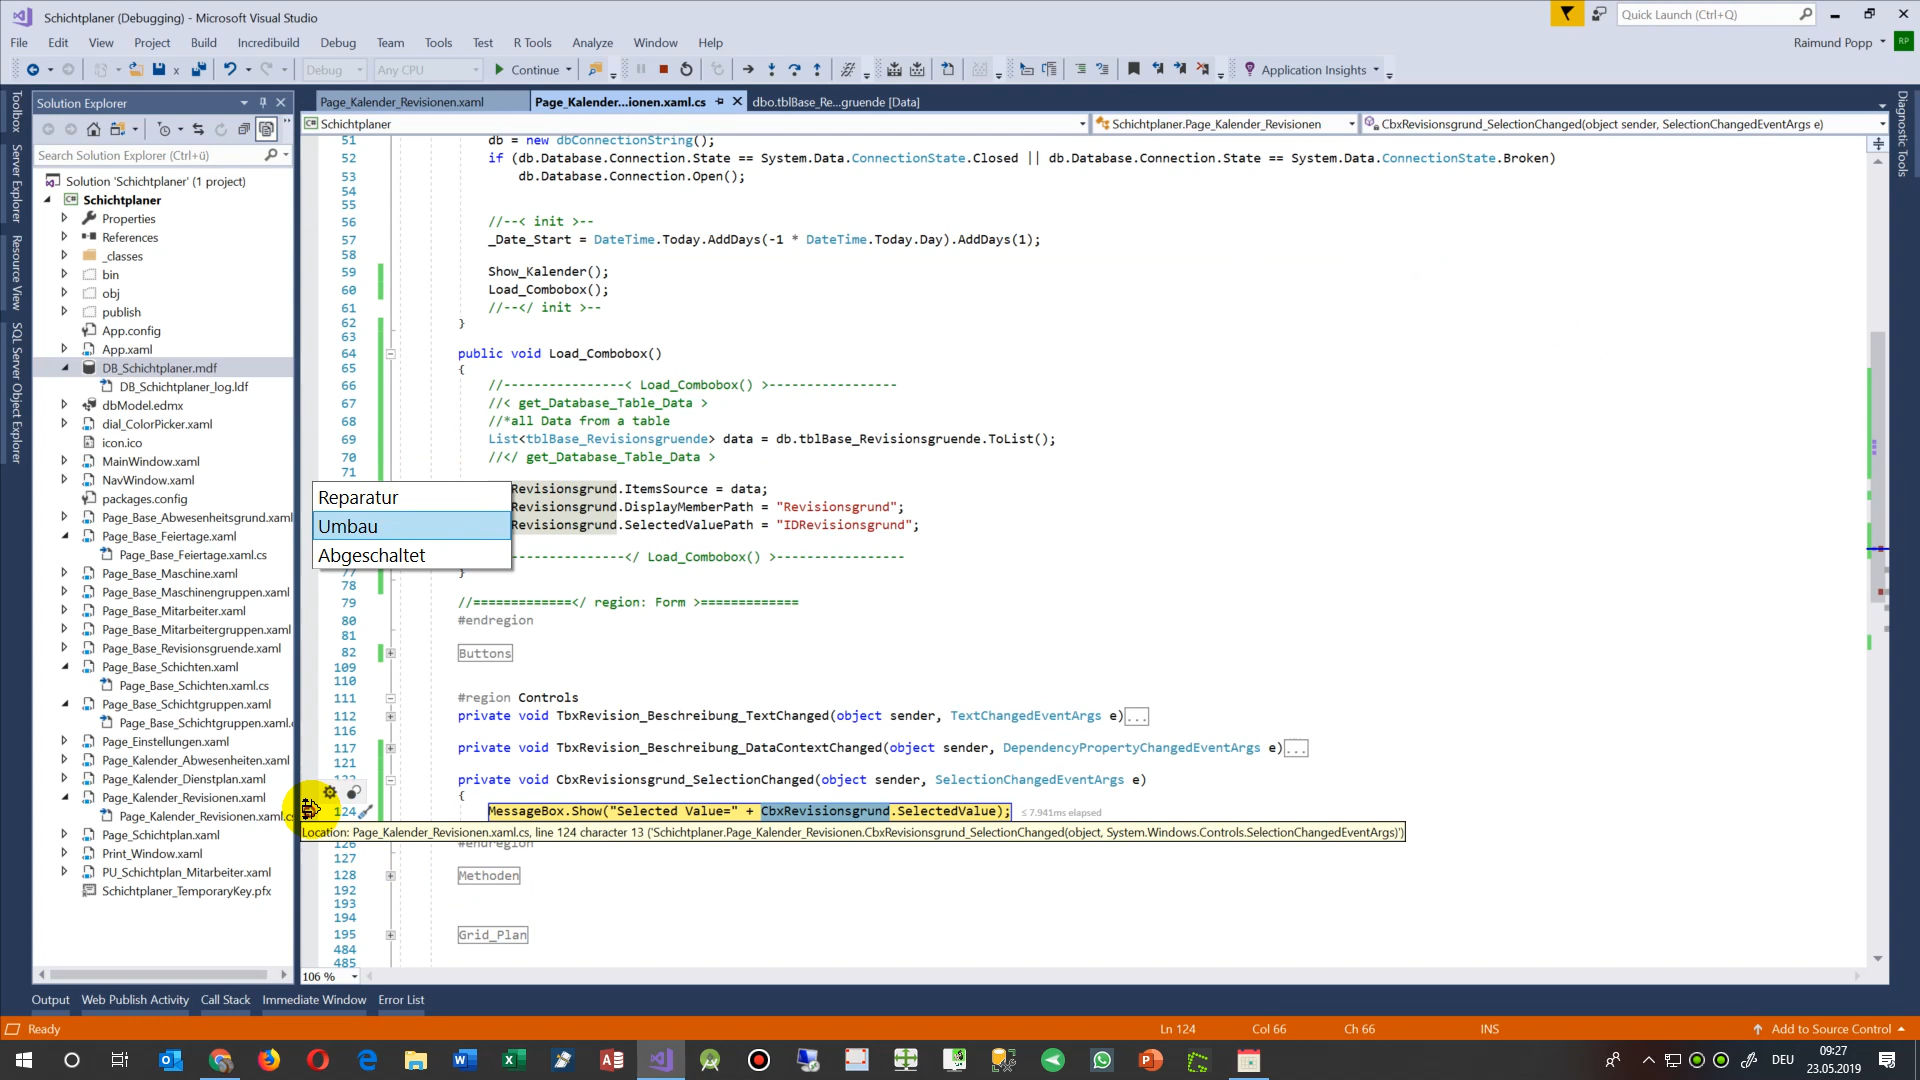 Schichtplaner (Debugging) - Microsoft Visual Studio
Quick Launch (Ctrl+Q)
File Edit View Project Build Incredibuild Debug Team Tools Test R Tools Analyze Window Help
Raimund Popp RP
Debug Any CPU Continue Application Insights
Toolbox
Server Explorer
Resource View
SQL Server Object Explorer
Solution Explorer
Search Solution Explorer (Ctrl+ü)
Solution 'Schichtplaner' (1 project)
Schichtplaner
Properties
References
_classes
bin
obj
publish
App.config
App.xaml
DB_Schichtplaner.mdf
DB_Schichtplaner_log.ldf
dbModel.edmx
dial_ColorPicker.xaml
icon.ico
MainWindow.xaml
NavWindow.xaml
packages.config
Page_Base_Abwesenheitsgrund.xaml
Page_Base_Feiertage.xaml
Page_Base_Feiertage.xaml.cs
Page_Base_Maschine.xaml
Page_Base_Maschinengruppen.xaml
Page_Base_Mitarbeiter.xaml
Page_Base_Mitarbeitergruppen.xaml
Page_Base_Revisionsgruende.xaml
Page_Base_Schichten.xaml
Page_Base_Schichten.xaml.cs
Page_Base_Schichtgruppen.xaml
Page_Base_Schichtgruppen.xaml.
Page_Einstellungen.xaml
Page_Kalender_Abwesenheiten.xaml
Page_Kalender_Dienstplan.xaml
Page_Kalender_Revisionen.xaml
Page_Kalender_Revisionen.xaml.cs
Page_Schichtplan.xaml
Print_Window.xaml
PU_Schichtplan_Mitarbeiter.xaml
Schichtplaner_TemporaryKey.pfx
Page_Kalender_Revisionen.xaml
Page_Kalender...ionen.xaml.cs
dbo.tblBase_Re...gruende [Data]
Schichtplaner
Schichtplaner.Page_Kalender_Revisionen
CbxRevisionsgrund_SelectionChanged(object sender, SelectionChangedEventArgs e)
Diagnostic Tools
51 db = new dbConnectionString();
52 if (db.Database.Connection.State == System.Data.ConnectionState.Closed || db.Database.Connection.State == System.Data.ConnectionState.Broken)
53 db.Database.Connection.Open();
54
55
56 //--< init >--
57 _Date_Start = DateTime.Today.AddDays(-1 * DateTime.Today.Day).AddDays(1);
58
59 Show_Kalender();
60 Load_Combobox();
61 //--</ init >--
62 }
63
64 public void Load_Combobox()
65 {
66 //----------------< Load_Combobox() >-----------------
67 //< get_Database_Table_Data >
68 //*all Data from a table
69 List<tblBase_Revisionsgruende> data = db.tblBase_Revisionsgruende.ToList();
70 //</ get_Database_Table_Data >
71
Revisionsgrund.ItemsSource = data;
Revisionsgrund.DisplayMemberPath = "Revisionsgrund";
Revisionsgrund.SelectedValuePath = "IDRevisionsgrund";
---------------</ Load_Combobox() >-----------------
77 }
78
79 //=============</ region: Form >=============
80 #endregion
81
82 Buttons
109
110
111 #region Controls
112 private void TbxRevision_Beschreibung_TextChanged(object sender, TextChangedEventArgs e)...
116
117 private void TbxRevision_Beschreibung_DataContextChanged(object sender, DependencyPropertyChangedEventArgs e)...
121
private void CbxRevisionsgrund_SelectionChanged(object sender, SelectionChangedEventArgs e)
{
124 MessageBox.Show("Selected Value=" + CbxRevisionsgrund.SelectedValue); ≤ 7.941ms elapsed
Location: Page_Kalender_Revisionen.xaml.cs, line 124 character 13 ('Schichtplaner.Page_Kalender_Revisionen.CbxRevisionsgrund_SelectionChanged(object, System.Windows.Controls.SelectionChangedEventArgs)')
126 #endregion
127
128 Methoden
192
193
194
195 Grid_Plan
484
485
Reparatur
Umbau
Abgeschaltet
106 %
Output Web Publish Activity Call Stack Immediate Window Error List
Ready
Ln 124 Col 66 Ch 66 INS
Add to Source Control
DEU
09:27
23.05.2019